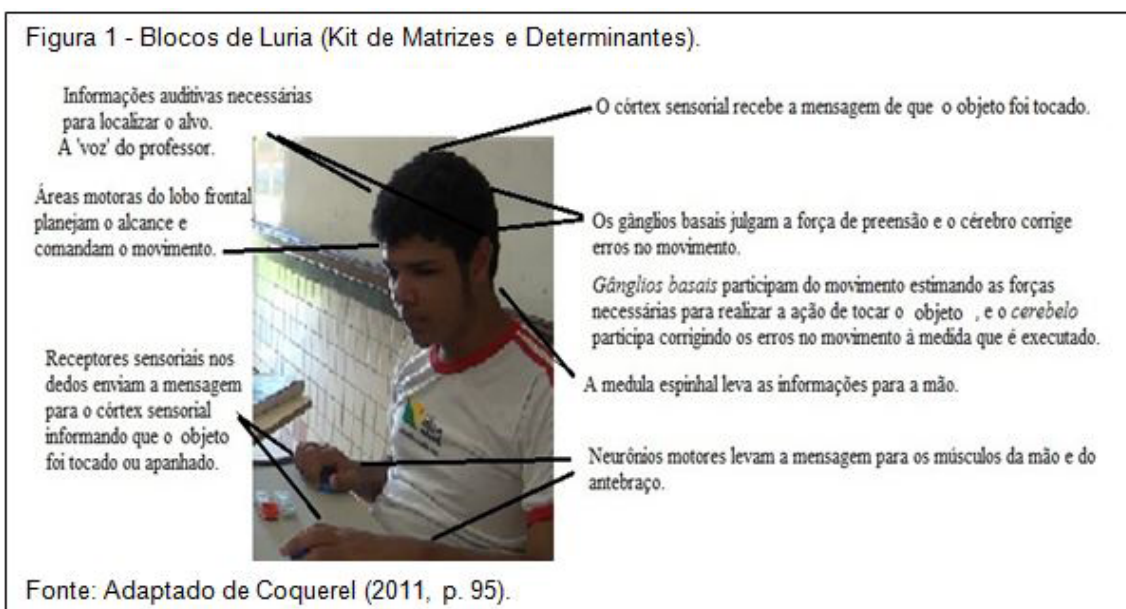 Figura 1 - Blocos de Luria (Kit de Matrizes e Determinantes).
Informações auditivas necessárias
para localizar o alvo.
A 'voz' do professor.
Áreas motoras do lobo frontal
planejam o alcance e
comandam o movimento.
Receptores sensoriais nos
dedos enviam a mensagem
para o córtex sensorial
informando que o objeto
foi tocado ou apanhado.
O córtex sensorial recebe a mensagem de que o objeto foi tocado.
Os gânglios basais julgam a força de preensão e o cérebro corrige
erros no movimento.
Gânglios basais participam do movimento estimando as forças
necessárias para realizar a ação de tocar o objeto , e o cerebelo
participa corrigindo os erros no movimento à medida que é executado.
A medula espinhal leva as informações para a mão.
Neurônios motores levam a mensagem para os músculos da mão e do
antebraço.
Fonte: Adaptado de Coquerel (2011, p. 95).